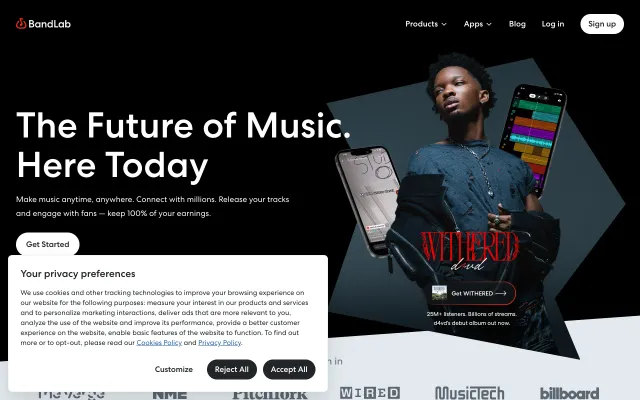 BandLab
Products
Apps
Blog
Log in
Sign up
The Future of Music.
Here Today
Make music anytime, anywhere. Connect with millions. Release your tracks
and engage with fans — keep 100% of your earnings.
Get Started
WITHERED
d4vd
Get WITHERED
25M+ listeners. Billions of streams.
d4vd's debut album out now.
Your privacy preferences
We use cookies and other tracking technologies to improve your browsing experience on
our website for the following purposes: measure your interest in our products and services
and to personalize marketing interactions, deliver ads that are more relevant to you,
analyze the use of the website and improve its performance, provide a better customer
experience on the website, enable basic features of the website to function. To find out
more or to opt-out, please read our Cookies Policy and Privacy Policy.
Customize
Reject All
Accept All
in
NME
Pitchfork
WIRED
MusicTech
billboard